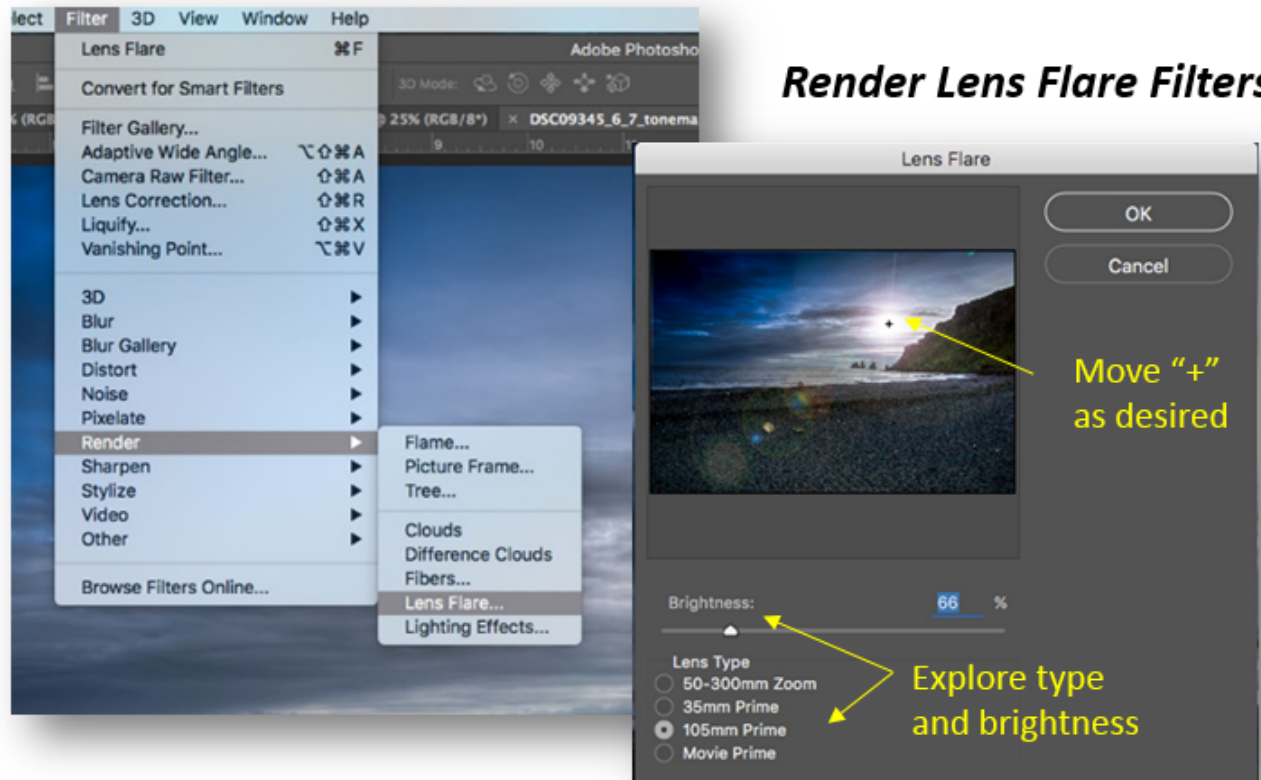 Filter 3D View Window Help
Lens Flare ⌘F
Adobe Photosho
Convert for Smart Filters
3D Mode:
(RGB
25% (RGB/8*) × DSC09345_6_7_tonema
Filter Gallery...
9 10 11
Adaptive Wide Angle... ⌥⇧⌘A
Camera Raw Filter... ⇧⌘A
Lens Correction... ⇧⌘R
Liquify... ⇧⌘X
Vanishing Point... ⌥⌘V
3D ▶
Blur ▶
Blur Gallery ▶
Distort ▶
Noise ▶
Pixelate ▶
Render ▶
Sharpen ▶
Stylize ▶
Video ▶
Other ▶
Browse Filters Online...
Flame...
Picture Frame...
Tree...
Clouds
Difference Clouds
Fibers...
Lens Flare...
Lighting Effects...
Render Lens Flare Filters
Lens Flare
OK
Cancel
Move “+”
as desired
Brightness: 66 %
Lens Type
50-300mm Zoom
35mm Prime
105mm Prime
Movie Prime
Explore type
and brightness